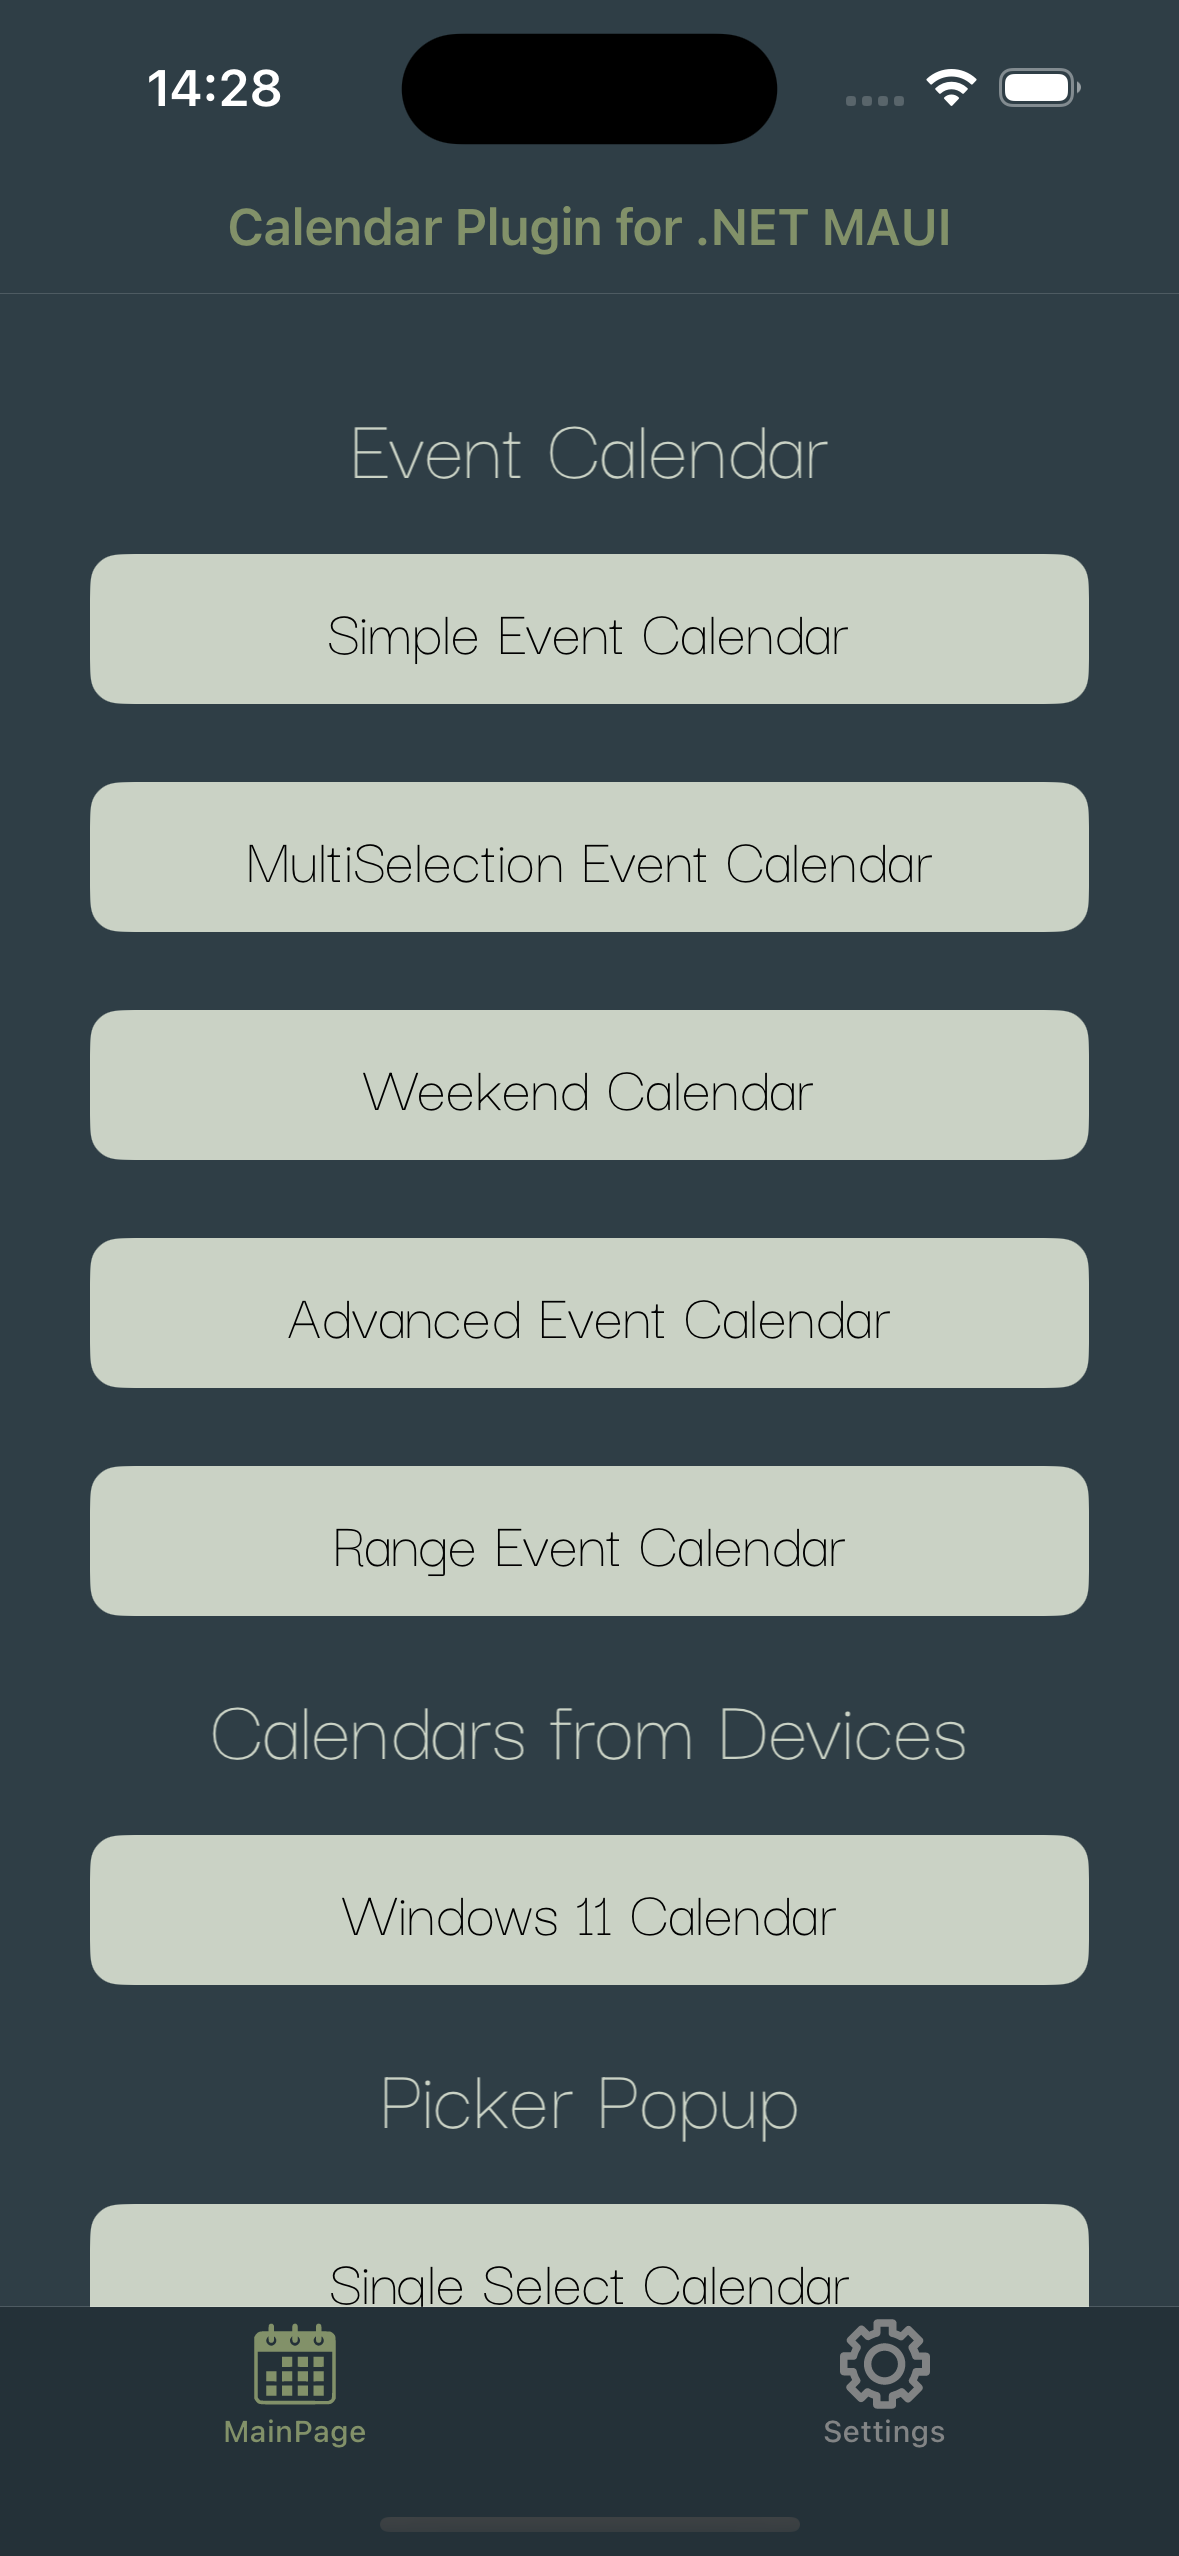 14:28
Calendar Plugin for .NET MAUI
Event Calendar
Simple Event Calendar
MultiSelection Event Calendar
Weekend Calendar
Advanced Event Calendar
Range Event Calendar
Calendars from Devices
Windows 11 Calendar
Picker Popup
Single Select Calendar
MainPage
Settings